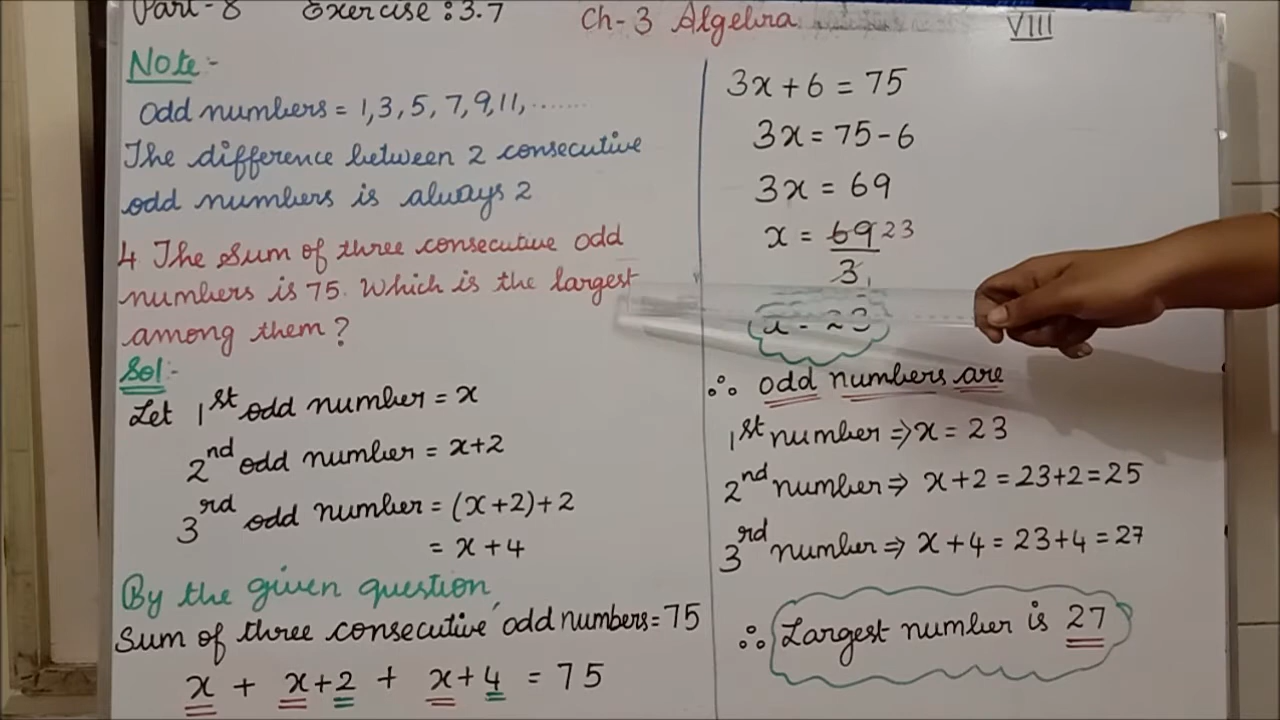 Part-8 Exercise: 3.7 Ch-3 Algebra VIII
Note:-
Odd numbers = 1,3,5,7,9,11,.......
The difference between 2 consecutive
odd numbers is always 2
4 The Sum of three consecutive odd
numbers is 75. Which is the largest
among them?
Sol:-
Let 1st odd number = x
2nd odd number = x+2
3rd odd number = (x+2)+2
= x+4
By the given question,
Sum of three consecutive odd numbers = 75
x + x+2 + x+4 = 75
3x+6 = 75
3x = 75-6
3x = 69
x = 69 23
3 1
x = 23
∴ odd numbers are
1st number ⇒ x = 23
2nd number ⇒ x+2 = 23+2 = 25
3rd number ⇒ x+4 = 23+4 = 27
∴ Largest number is 27